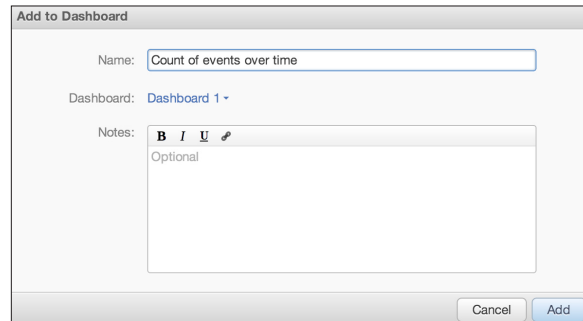 Add to Dashboard
Name: Count of events over time
Dashboard: Dashboard 1
Notes: B I U
Optional
Cancel Add